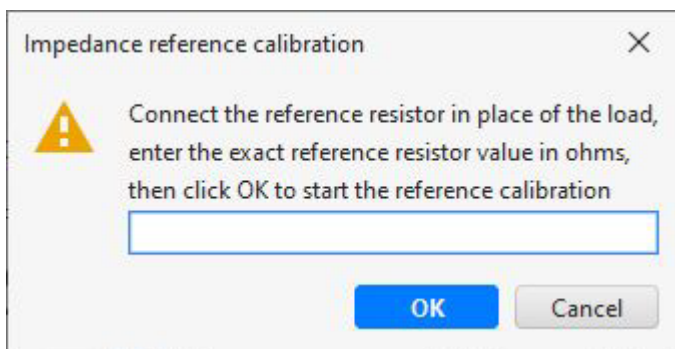 Impedance reference calibration
Connect the reference resistor in place of the load,
enter the exact reference resistor value in ohms,
then click OK to start the reference calibration
OK
Cancel